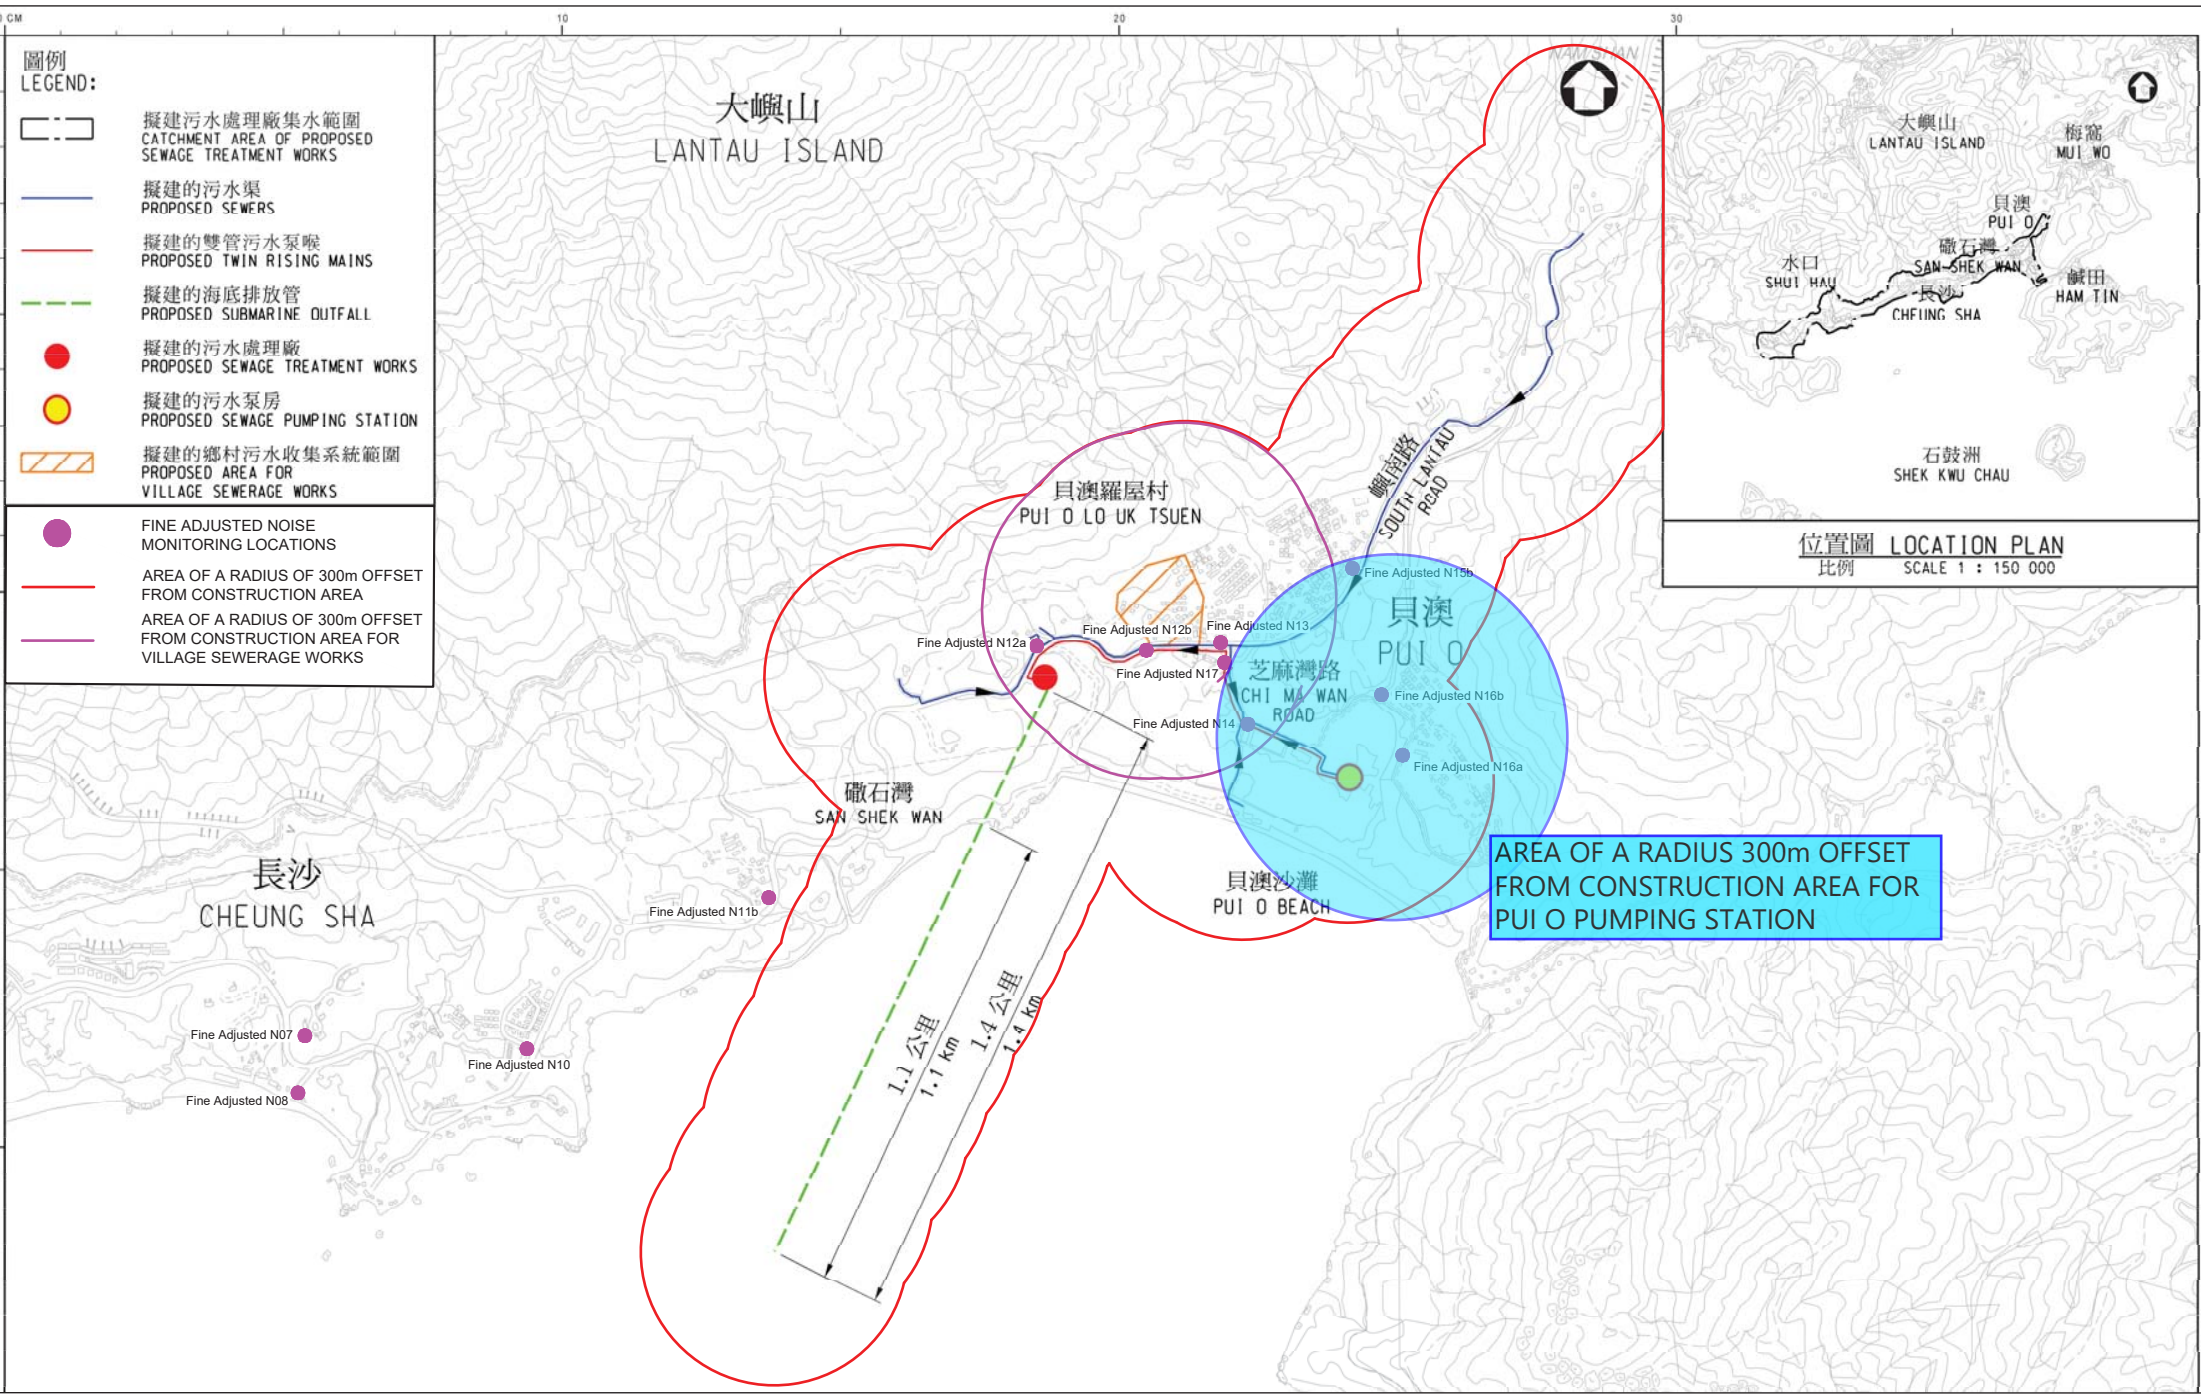 0 CM
10
20
30
圖例
LEGEND:
擬建污水處理廠集水範圍
CATCHMENT AREA OF PROPOSED
SEWAGE TREATMENT WORKS
擬建的污水渠
PROPOSED SEWERS
擬建的雙管污水泵喉
PROPOSED TWIN RISING MAINS
擬建的海底排放管
PROPOSED SUBMARINE OUTFALL
擬建的污水處理廠
PROPOSED SEWAGE TREATMENT WORKS
擬建的污水泵房
PROPOSED SEWAGE PUMPING STATION
擬建的鄉村污水收集系統範圍
PROPOSED AREA FOR
VILLAGE SEWERAGE WORKS
FINE ADJUSTED NOISE
MONITORING LOCATIONS
AREA OF A RADIUS OF 300m OFFSET
FROM CONSTRUCTION AREA
AREA OF A RADIUS OF 300m OFFSET
FROM CONSTRUCTION AREA FOR
VILLAGE SEWERAGE WORKS
大嶼山
LANTAU ISLAND
NAM SHAN
嶼南路
SOUTH LANTAU
ROAD
貝澳羅屋村
PUI O LO UK TSUEN
Fine Adjusted N15b
貝澳
PUI O
Fine Adjusted N12a
Fine Adjusted N12b
Fine Adjusted N13
Fine Adjusted N17
芝麻灣路
CHI MA WAN
ROAD
Fine Adjusted N16b
Fine Adjusted N14
Fine Adjusted N16a
磡石灣
SAN SHEK WAN
長沙
CHEUNG SHA
Fine Adjusted N11b
貝澳沙灘
PUI O BEACH
AREA OF A RADIUS 300m OFFSET
FROM CONSTRUCTION AREA FOR
PUI O PUMPING STATION
1.1 公里
1.1 km
1.4 公里
1.4 km
Fine Adjusted N07
Fine Adjusted N10
Fine Adjusted N08
大嶼山
LANTAU ISLAND
梅窩
MUI WO
貝澳
PUI O
磡石灣
SAN SHEK WAN
水口
SHUI HAU
長沙
CHEUNG SHA
鹹田
HAM TIN
石鼓洲
SHEK KWU CHAU
位置圖 LOCATION PLAN
比例 SCALE 1 : 150 000